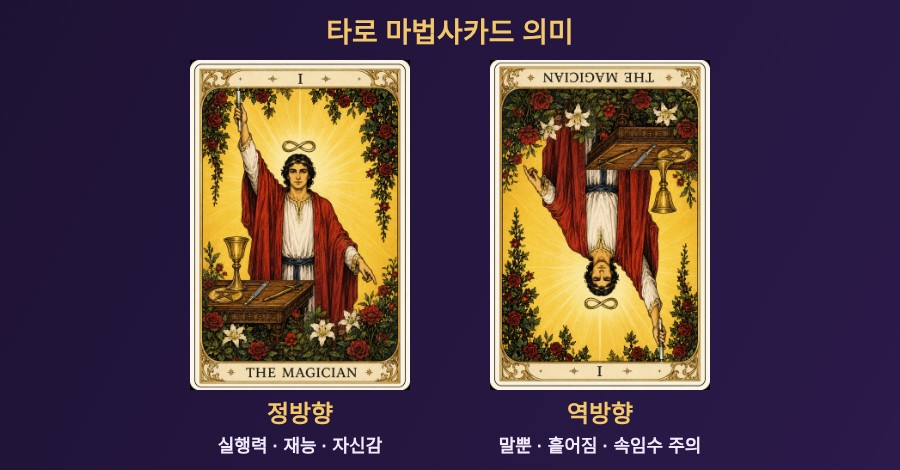 타로 마법사카드 의미
I
THE MAGICIAN
THE MAGICIAN
I
정방향
역방향
실행력 · 재능 · 자신감
말뿐 · 흩어짐 · 속임수 주의